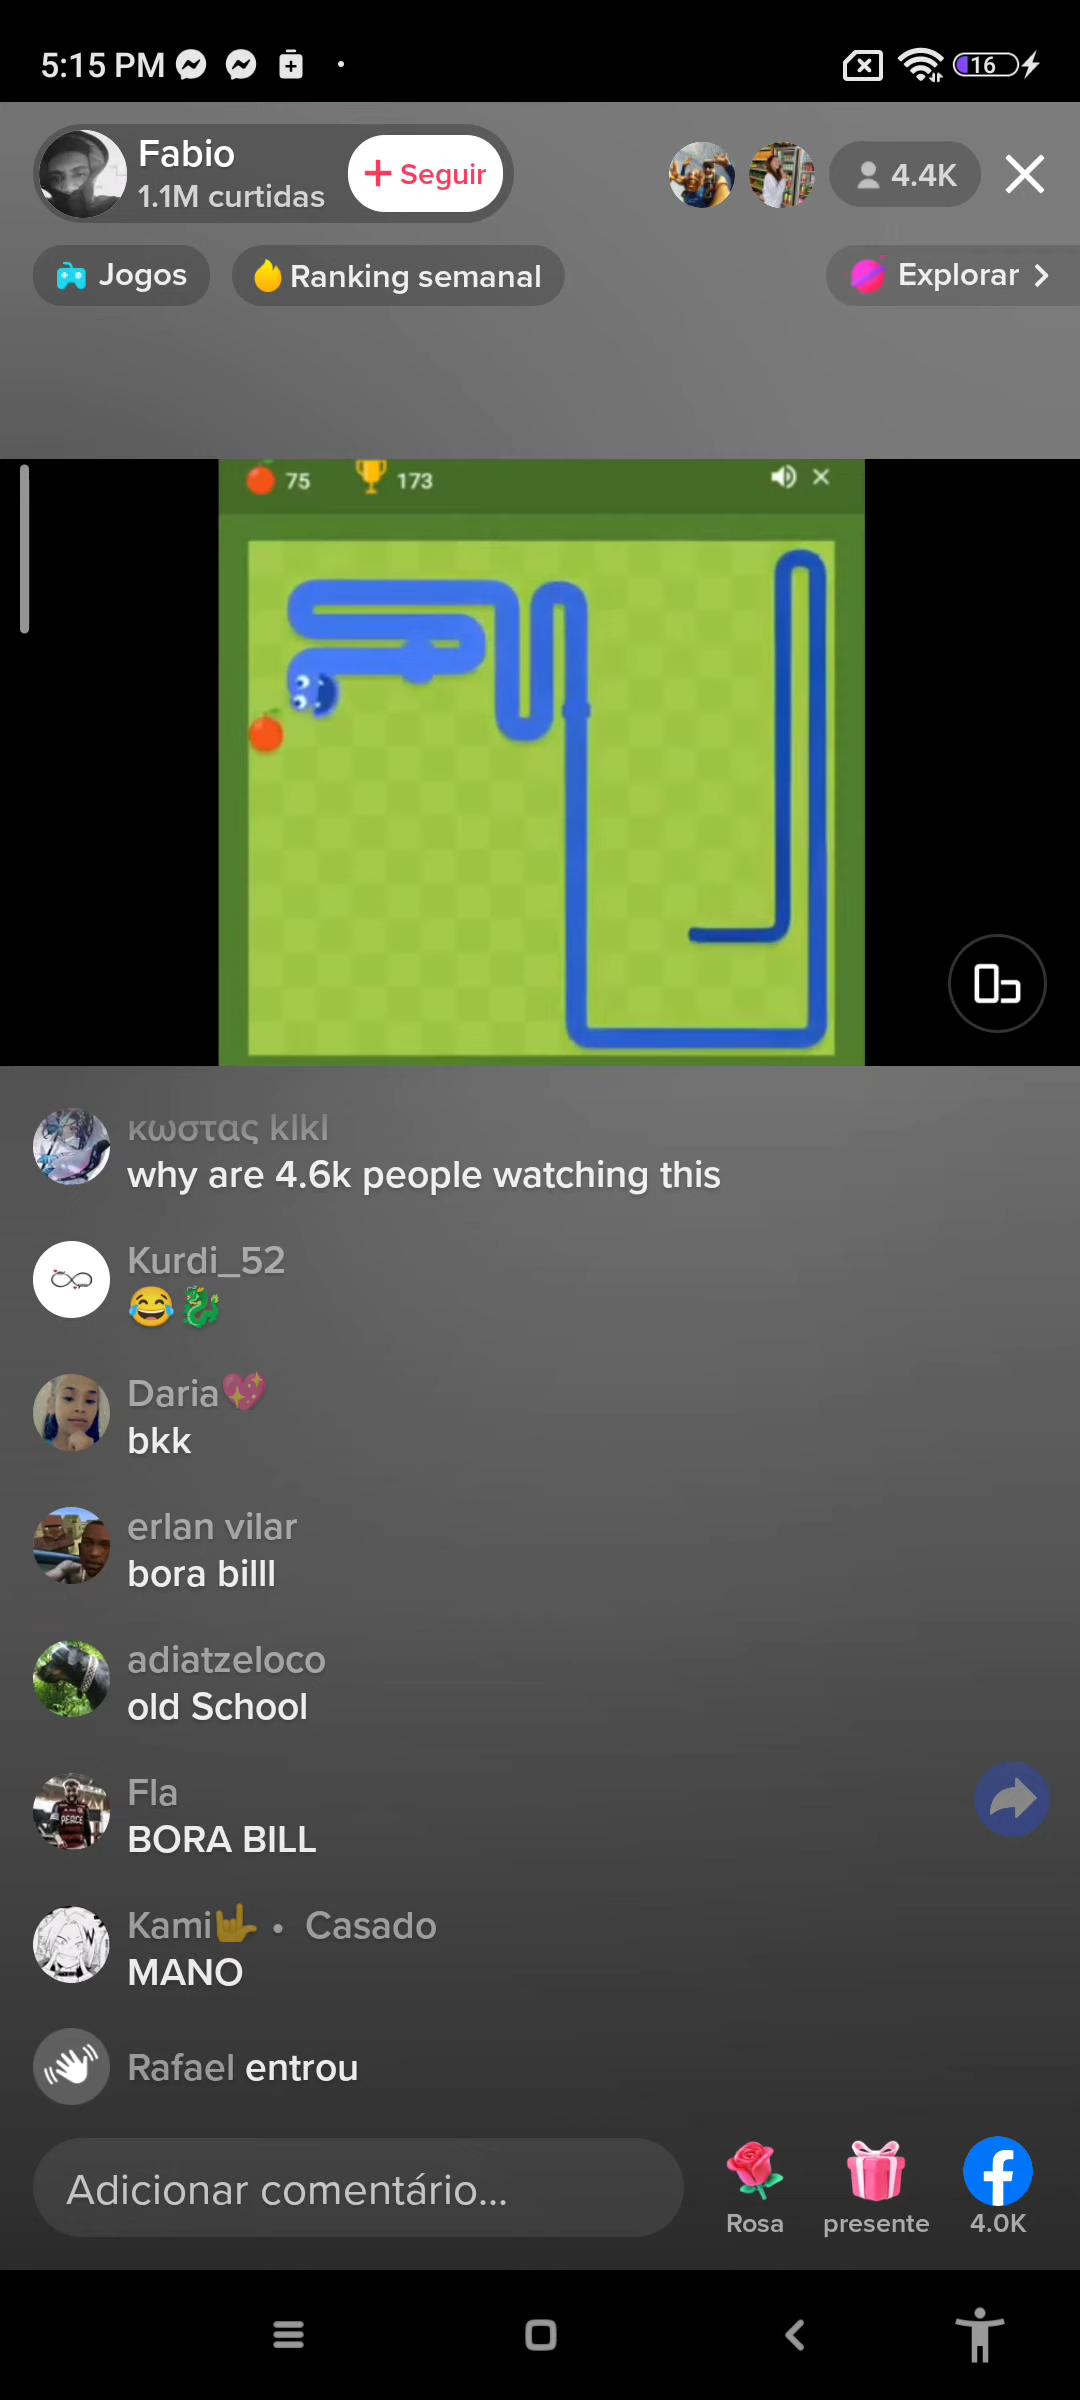 5:15 PM
16
Fabio
1.1M curtidas
+ Seguir
4.4K
Jogos
Ranking semanal
Explorar >
75
173
κωστας klkl
why are 4.6k people watching this
Kurdi_52
😂🐉
Daria💖
bkk
erlan vilar
bora billl
adiatzeloco
old School
Fla
BORA BILL
Kami🤟 • Casado
MANO
Rafael entrou
Adicionar comentário...
Rosa
presente
4.0K